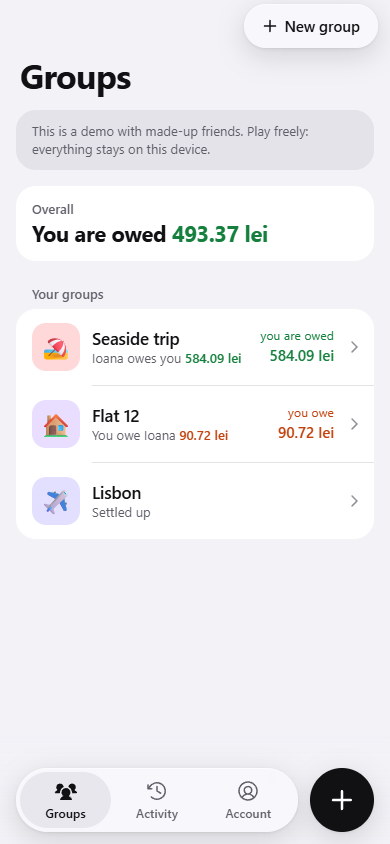 New group
Groups
This is a demo with made-up friends. Play freely:
everything stays on this device.
Overall
You are owed 493.37 lei
Your groups
Seaside trip
Ioana owes you 584.09 lei
you are owed
584.09 lei
Flat 12
You owe Ioana 90.72 lei
you owe
90.72 lei
Lisbon
Settled up
Groups
Activity
Account